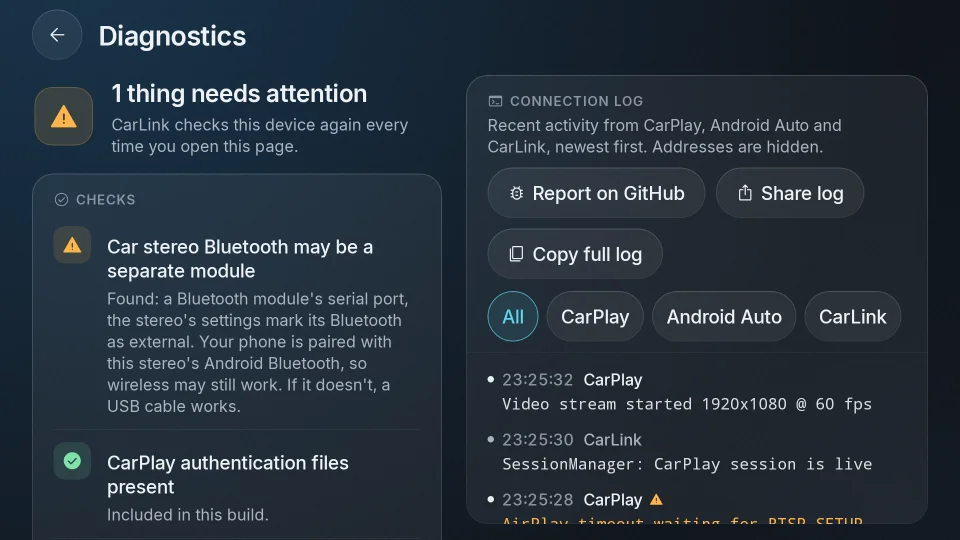 Diagnostics
1 thing needs attention
CarLink checks this device again every
time you open this page.
CHECKS
Car stereo Bluetooth may be a
separate module
Found: a Bluetooth module's serial port,
the stereo's settings mark its Bluetooth
as external. Your phone is paired with
this stereo's Android Bluetooth, so
wireless may still work. If it doesn't, a
USB cable works.
CarPlay authentication files
present
Included in this build.
CONNECTION LOG
Recent activity from CarPlay, Android Auto and
CarLink, newest first. Addresses are hidden.
Report on GitHub
Share log
Copy full log
All
CarPlay
Android Auto
CarLink
23:25:32 CarPlay
Video stream started 1920x1080 @ 60 fps
23:25:30 CarLink
SessionManager: CarPlay session is live
23:25:28 CarPlay
AirPlay timeout waiting for RTSP SETUP